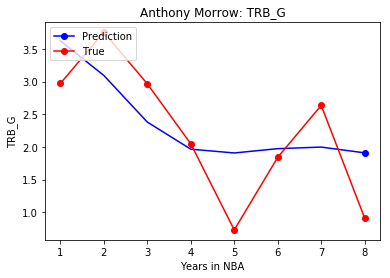 Anthony Morrow: TRB_G
Prediction
True
3.5
3.0
2.5
2.0
1.5
1.0
TRB_G
1 2 3 4 5 6 7 8
Years in NBA